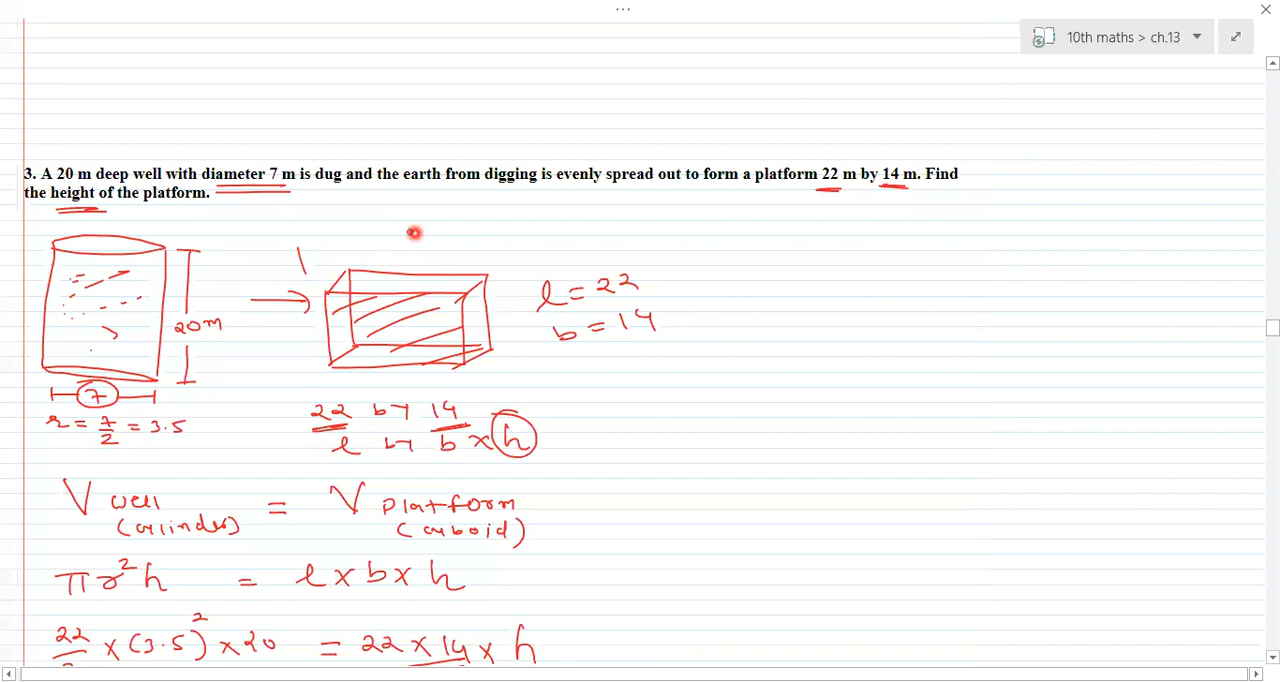 10th maths > ch.13
3. A 20 m deep well with diameter 7 m is dug and the earth from digging is evenly spread out to form a platform 22 m by 14 m. Find
the height of the platform.
20m
l = 22
b = 14
7
r = 7/2 = 3.5
22 by 14
l by b × h
V well = V platform
(cylinder) (cuboid)
πr²h = l × b × h
22 × (3.5)² × 20 = 22 × 14 × h